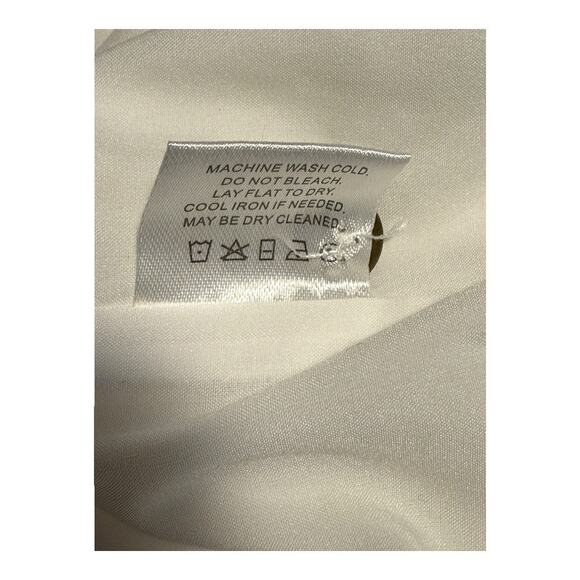 MACHINE WASH COLD.
DO NOT BLEACH.
LAY FLAT TO DRY.
COOL IRON IF NEEDED.
MAY BE DRY CLEANED.